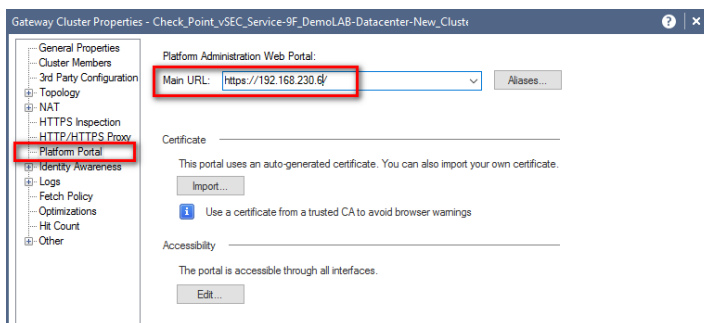 Gateway Cluster Properties - Check_Point_vSEC_Service-9F_DemoLAB-Datacenter-New_Cluste
General Properties
Cluster Members
3rd Party Configuration
Topology
NAT
HTTPS Inspection
HTTP/HTTPS Proxy
Platform Portal
Identity Awareness
Logs
Fetch Policy
Optimizations
Hit Count
Other
Platform Administration Web Portal:
Main URL: https://192.168.230.6/ Aliases...
Certificate
This portal uses an auto-generated certificate. You can also import your own certificate.
Import...
Use a certificate from a trusted CA to avoid browser warnings
Accessibility
The portal is accessible through all interfaces.
Edit...